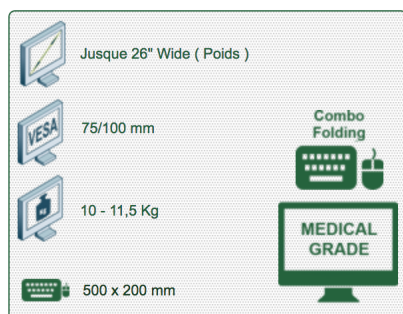 Jusque 26" Wide ( Poids )
VESA
75/100 mm
KG
10 - 11,5 Kg
500 x 200 mm
Combo
Folding
MEDICAL
GRADE